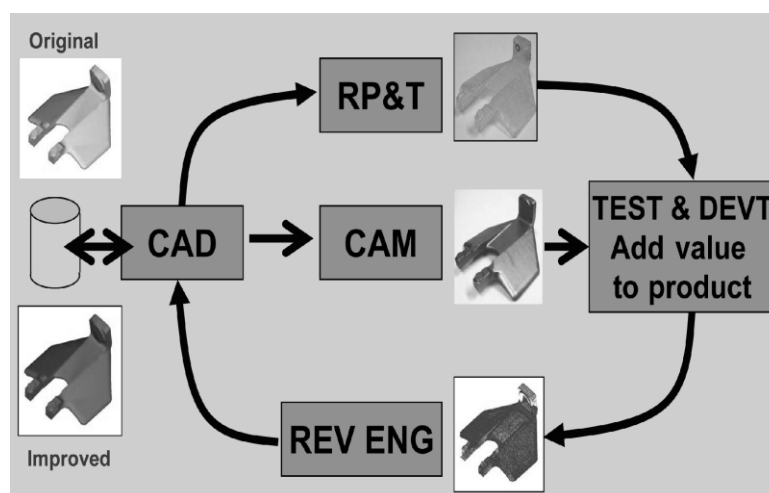 Original
RP&T
CAD
CAM
TEST & DEVT
Add value
to product
REV ENG
Improved